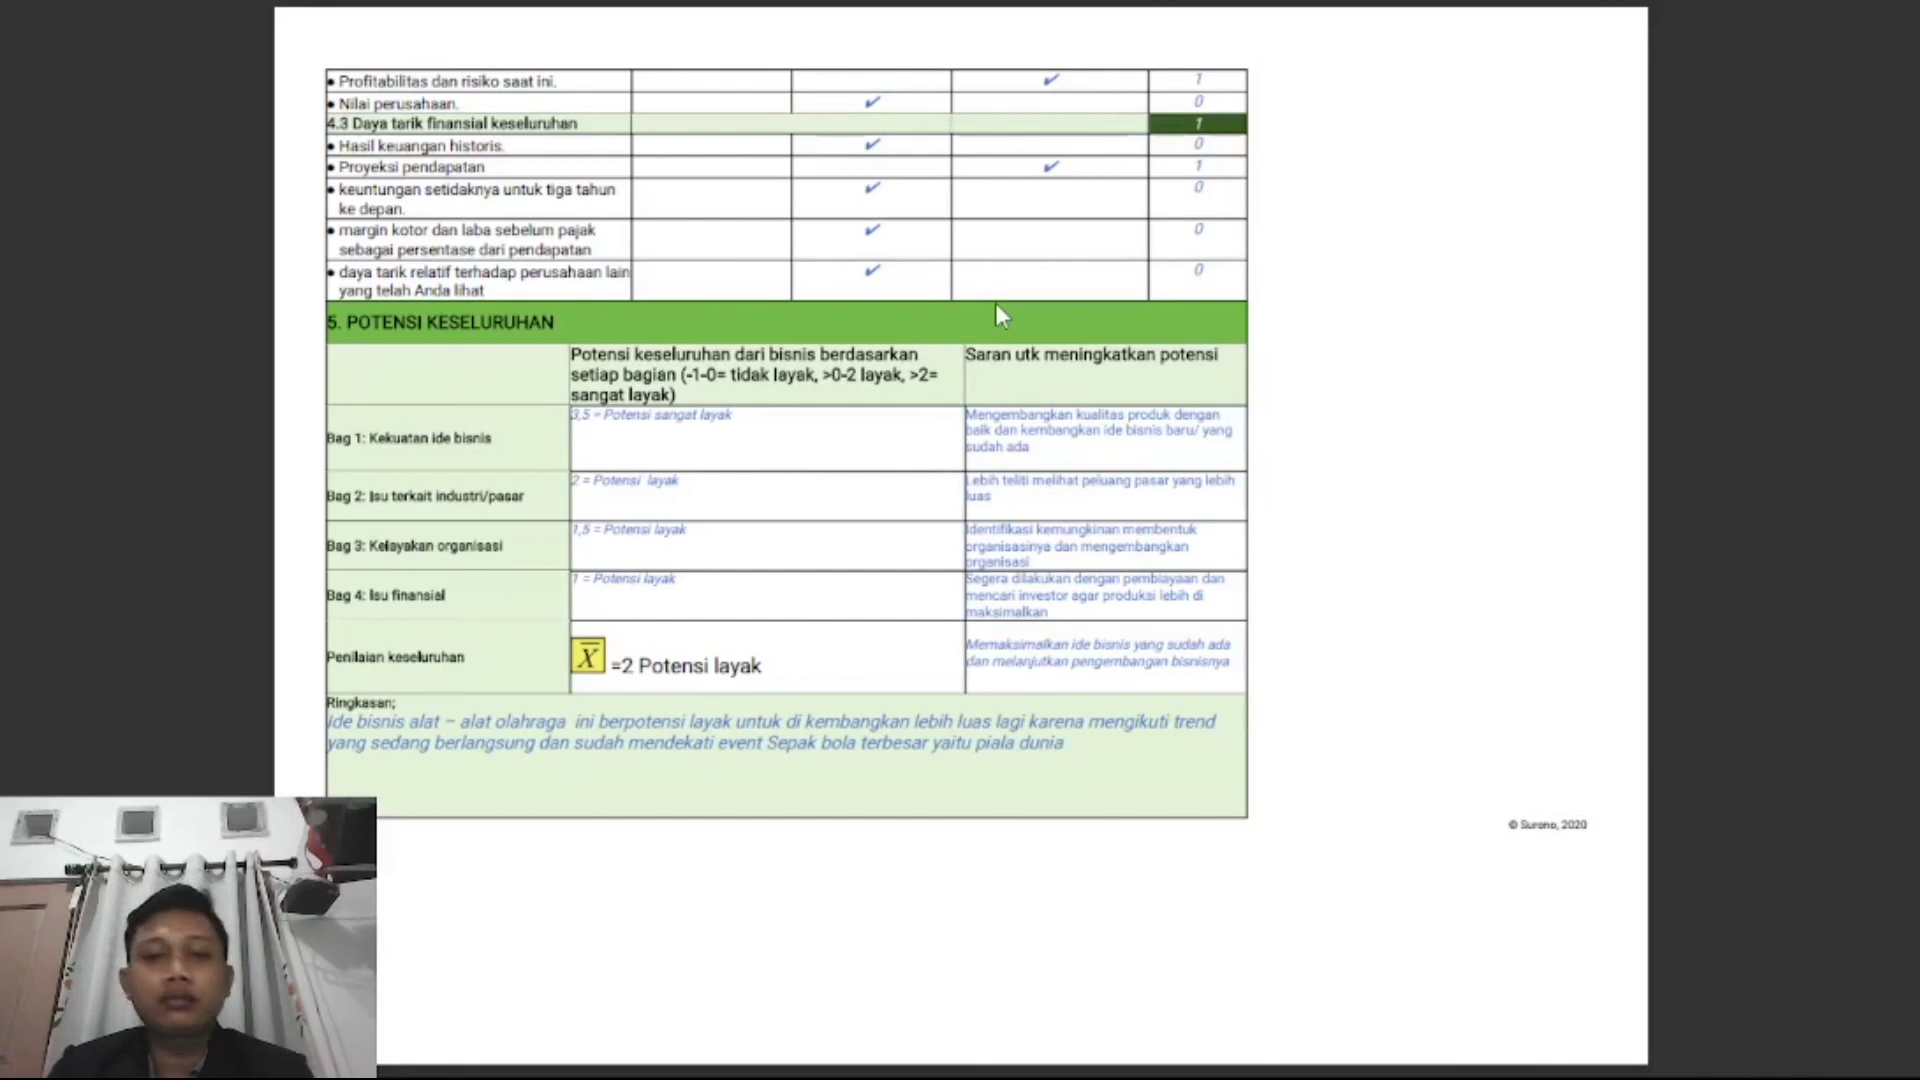 ● Profitabilitas dan risiko saat ini. ✔ 1
● Nilai perusahaan. ✔ 0
4.3 Daya tarik finansial keseluruhan 1
● Hasil keuangan historis. ✔ 0
● Proyeksi pendapatan ✔ 1
● keuntungan setidaknya untuk tiga tahun ✔ 0
ke depan.
● margin kotor dan laba sebelum pajak ✔ 0
sebagai persentase dari pendapatan
● daya tarik relatif terhadap perusahaan lain ✔ 0
yang telah Anda lihat
5. POTENSI KESELURUHAN
Potensi keseluruhan dari bisnis berdasarkan
setiap bagian (-1-0= tidak layak, >0-2 layak, >2=
sangat layak)
Saran utk meningkatkan potensi
Bag 1: Kekuatan ide bisnis
3,5 = Potensi sangat layak
Mengembangkan kualitas produk dengan
baik dan kembangkan ide bisnis baru/ yang
sudah ada
Bag 2: Isu terkait industri/pasar
2 = Potensi layak
Lebih teliti melihat peluang pasar yang lebih
luas
Bag 3: Kelayakan organisasi
1,5 = Potensi layak
Identifikasi kemungkinan membentuk
organisasinya dan mengembangkan
organisasi
Bag 4: Isu finansial
1 = Potensi layak
Segera dilakukan dengan pembiayaan dan
mencari investor agar produksi lebih di
maksimalkan
Penilaian keseluruhan
X̅ =2 Potensi layak
Memaksimalkan ide bisnis yang sudah ada
dan melanjutkan pengembangan bisnisnya
Ringkasan;
Ide bisnis alat – alat olahraga ini berpotensi layak untuk di kembangkan lebih luas lagi karena mengikuti trend
yang sedang berlangsung dan sudah mendekati event Sepak bola terbesar yaitu piala dunia
© Surono, 2020